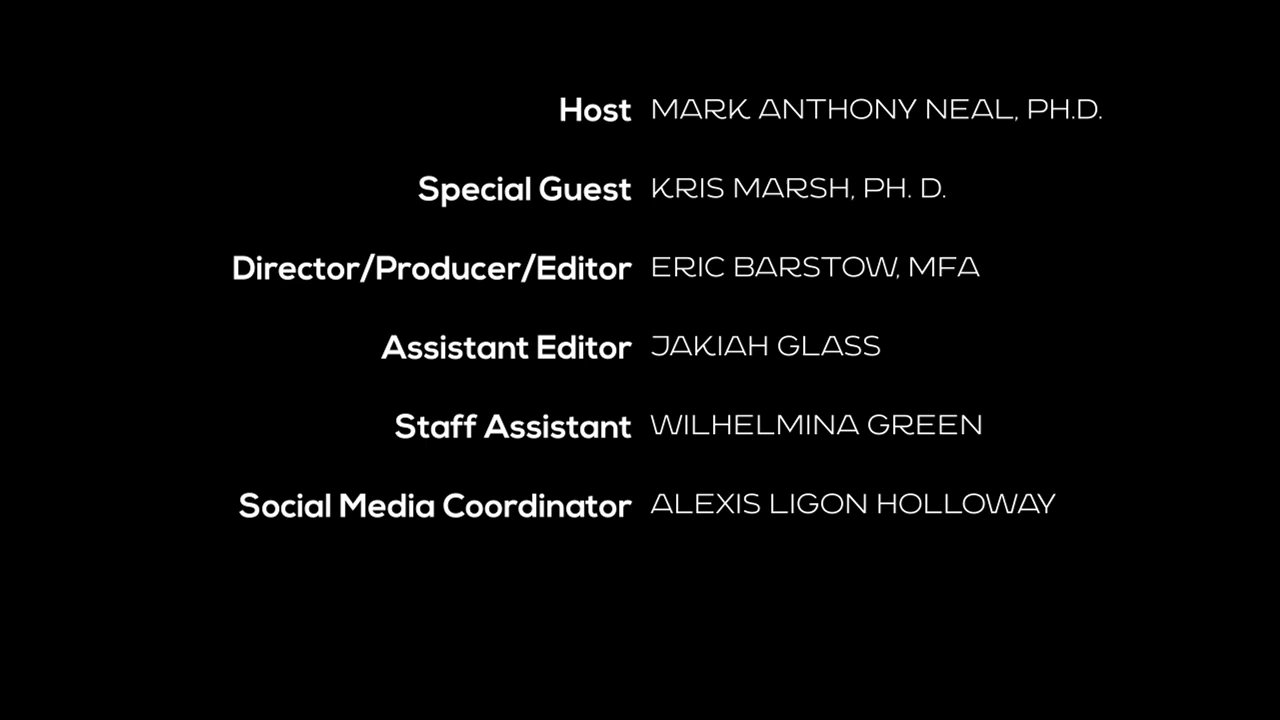 Host MARK ANTHONY NEAL, PH.D.
Special Guest KRIS MARSH, PH. D.
Director/Producer/Editor ERIC BARSTOW, MFA
Assistant Editor JAKIAH GLASS
Staff Assistant WILHELMINA GREEN
Social Media Coordinator ALEXIS LIGON HOLLOWAY